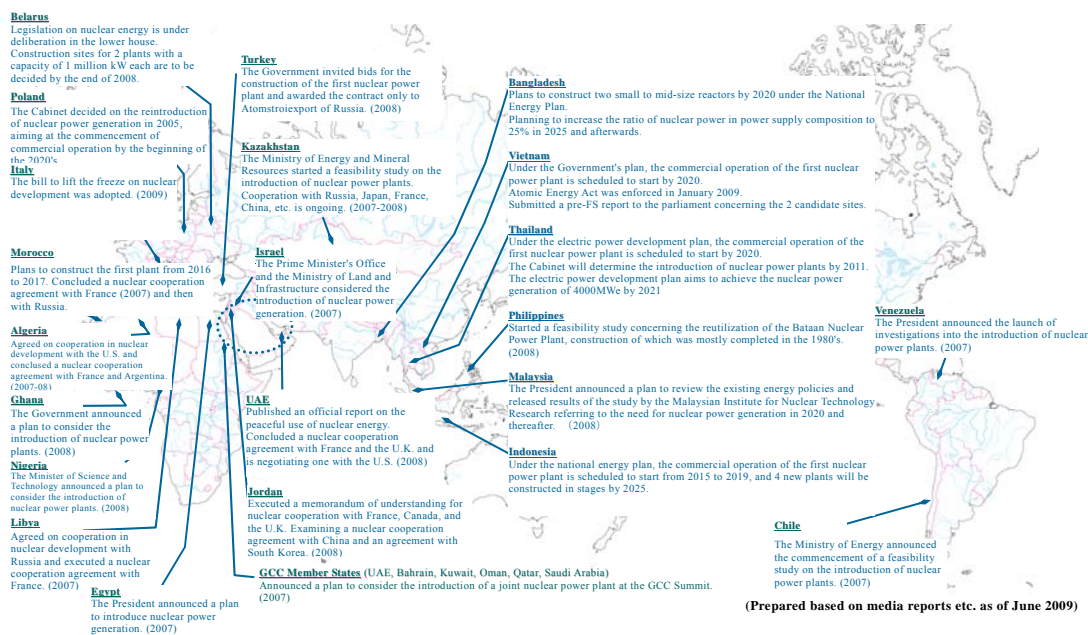 Belarus
Legislation on nuclear energy is under
deliberation in the lower house.
Construction sites for 2 plants with a
capacity of 1 million kW each are to be
decided by the end of 2008.
Poland
The Cabinet decided on the reintroduction
of nuclear power generation in 2005,
aiming at the commencement of
commercial operation by the beginning of
the 2020's
Italy
The bill to lift the freeze on nuclear
development was adopted. (2009)
Morocco
Plans to construct the first plant from 2016
to 2017. Concluded a nuclear cooperation
agreement with France (2007) and then
with Russia.
Algeria
Agreed on cooperation in nuclear
development with the U.S. and
conclused a nuclear cooperation
agreement with France and Argentina.
(2007-08)
Ghana
The Government announced
a plan to consider the
introduction of nuclear power
plants. (2008)
Nigeria
The Minister of Science and
Technology announced a plan to
consider the introduction of
nuclear power plants. (2008)
Libya
Agreed on cooperation in
nuclear development with
Russia and executed a nuclear
cooperation agreement with
France. (2007)
Egypt
The President announced a plan
to introduce nuclear power
generation. (2007)
Turkey
The Government invited bids for the
construction of the first nuclear power
plant and awarded the contract only to
Atomstroiexport of Russia. (2008)
Kazakhstan
The Ministry of Energy and Mineral
Resources started a feasibility study on the
introduction of nuclear power plants.
Cooperation with Russia, Japan, France,
China, etc. is ongoing. (2007-2008)
Israel
The Prime Minister's Office
and the Ministry of Land and
Infrastructure considered the
introduction of nuclear power
generation. (2007)
UAE
Published an official report on the
peaceful use of nuclear energy.
Concluded a nuclear cooperation
agreement with France and the U.K. and
is negotiating one with the U.S. (2008)
Jordan
Executed a memorandum of understanding for
nuclear cooperation with France, Canada, and
the U.K. Examining a nuclear cooperation
agreement with China and an agreement with
South Korea. (2008)
GCC Member States (UAE, Bahrain, Kuwait, Oman, Qatar, Saudi Arabia)
Announced a plan to consider the introduction of a joint nuclear power plant at the GCC Summit.
(2007)
Bangladesh
Plans to construct two small to mid-size reactors by 2020 under the National
Energy Plan.
Planning to increase the ratio of nuclear power in power supply composition to
25% in 2025 and afterwards.
Vietnam
Under the Government's plan, the commercial operation of the first nuclear
power plant is scheduled to start by 2020.
Atomic Energy Act was enforced in January 2009.
Submitted a pre-FS report to the parliament concerning the 2 candidate sites.
Thailand
Under the electric power development plan, the commercial operation of the
first nuclear power plant is scheduled to start by 2020.
The Cabinet will determine the introduction of nuclear power plants by 2011.
The electric power development plan aims to achieve the nuclear power
generation of 4000MWe by 2021
Philippines
Started a feasibility study concerning the reutilization of the Bataan Nuclear
Power Plant, construction of which was mostly completed in the 1980's.
(2008)
Malaysia
The President announced a plan to review the existing energy policies and
released results of the study by the Malaysian Institute for Nuclear Technology
Research referring to the need for nuclear power generation in 2020 and
thereafter. （2008）
Indonesia
Under the national energy plan, the commercial operation of the first nuclear
power plant is scheduled to start from 2015 to 2019, and 4 new plants will be
constructed in stages by 2025.
Venezuela
The President announced the launch of
investigations into the introduction of nuclear
power plants. (2007)
Chile
The Ministry of Energy announced
the commencement of a feasibility
study on the introduction of nuclear
power plants. (2007)
(Prepared based on media reports etc. as of June 2009)